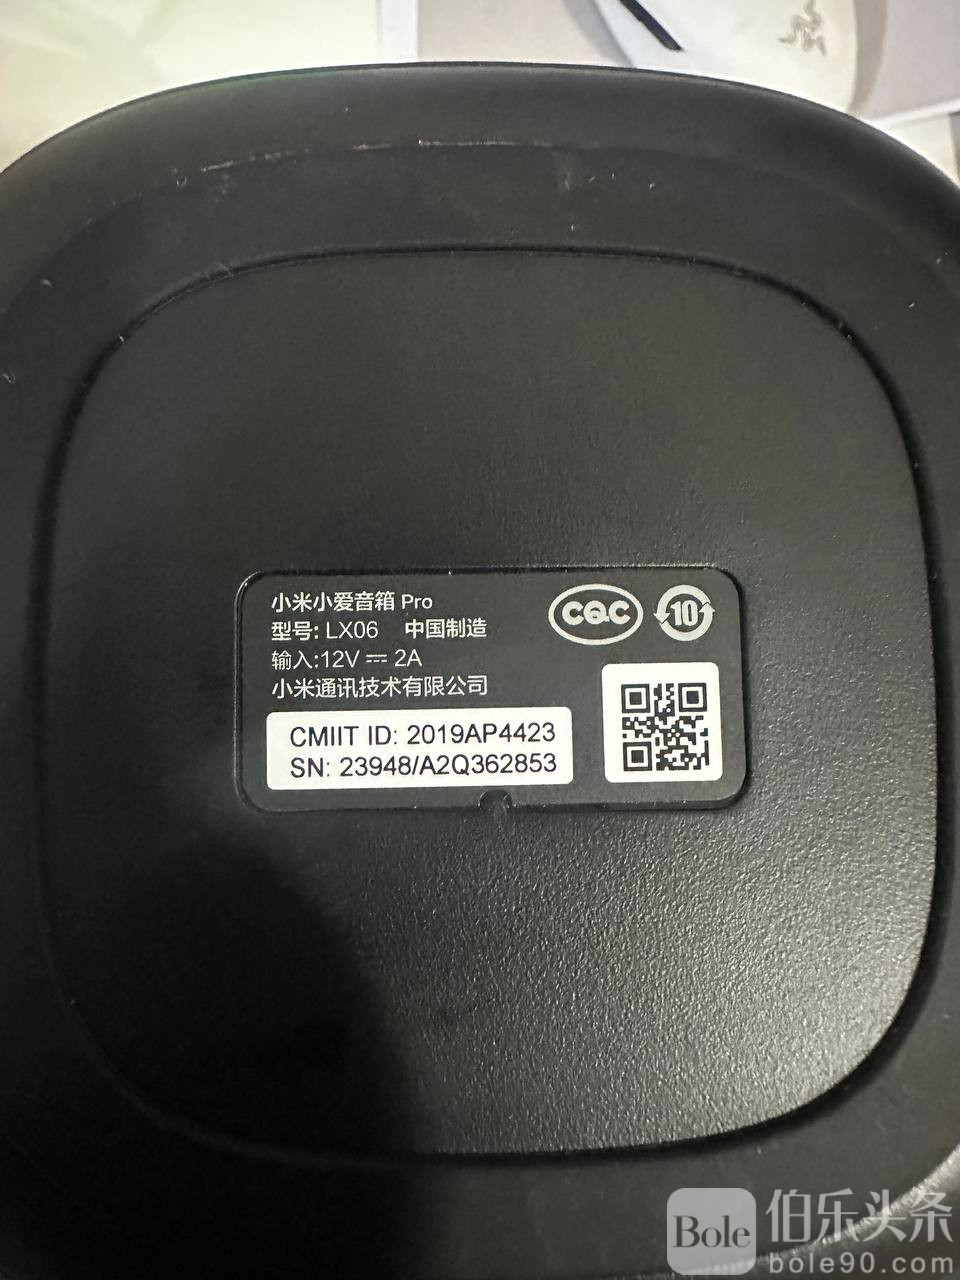 小米小爱音箱 Pro
型号: LX06 中国制造
输入:12V ⎓ 2A
小米通讯技术有限公司
CQC
10
CMIIT ID: 2019AP4423
SN: 23948/A2Q362853
Bole 伯乐头条
bole90.com